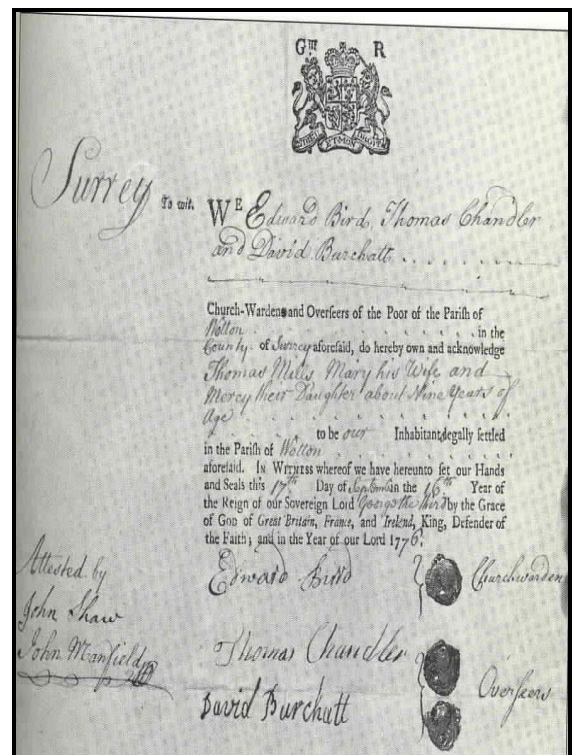 G III R
DIEU ET MON DROIT
Surrey To wit.
WE Edward Bird, Thomas Chandler
and David Burchatt
Church-Wardens and Overseers of the Poor of the Parish of
Wotton in the
County of Surrey aforesaid, do hereby own and acknowledge
Thomas Mills Mary his Wife and
Mercy their Daughter about Nine Years of
Age
to be our Inhabitants legally settled
in the Parish of Wotton
aforesaid. IN WITNESS whereof we have hereunto set our Hands
and Seals this 17th Day of September in the 16th Year of
the Reign of our Sovereign Lord George the third by the Grace
of GOD of Great Britain, France, and Ireland, King, Defender of
the Faith; and in the Year of our Lord 1776.
Attested by
John Shaw
John Manfield
Edward Bird
Churchwarden
Thomas Chandler
David Burchatt
Overseers